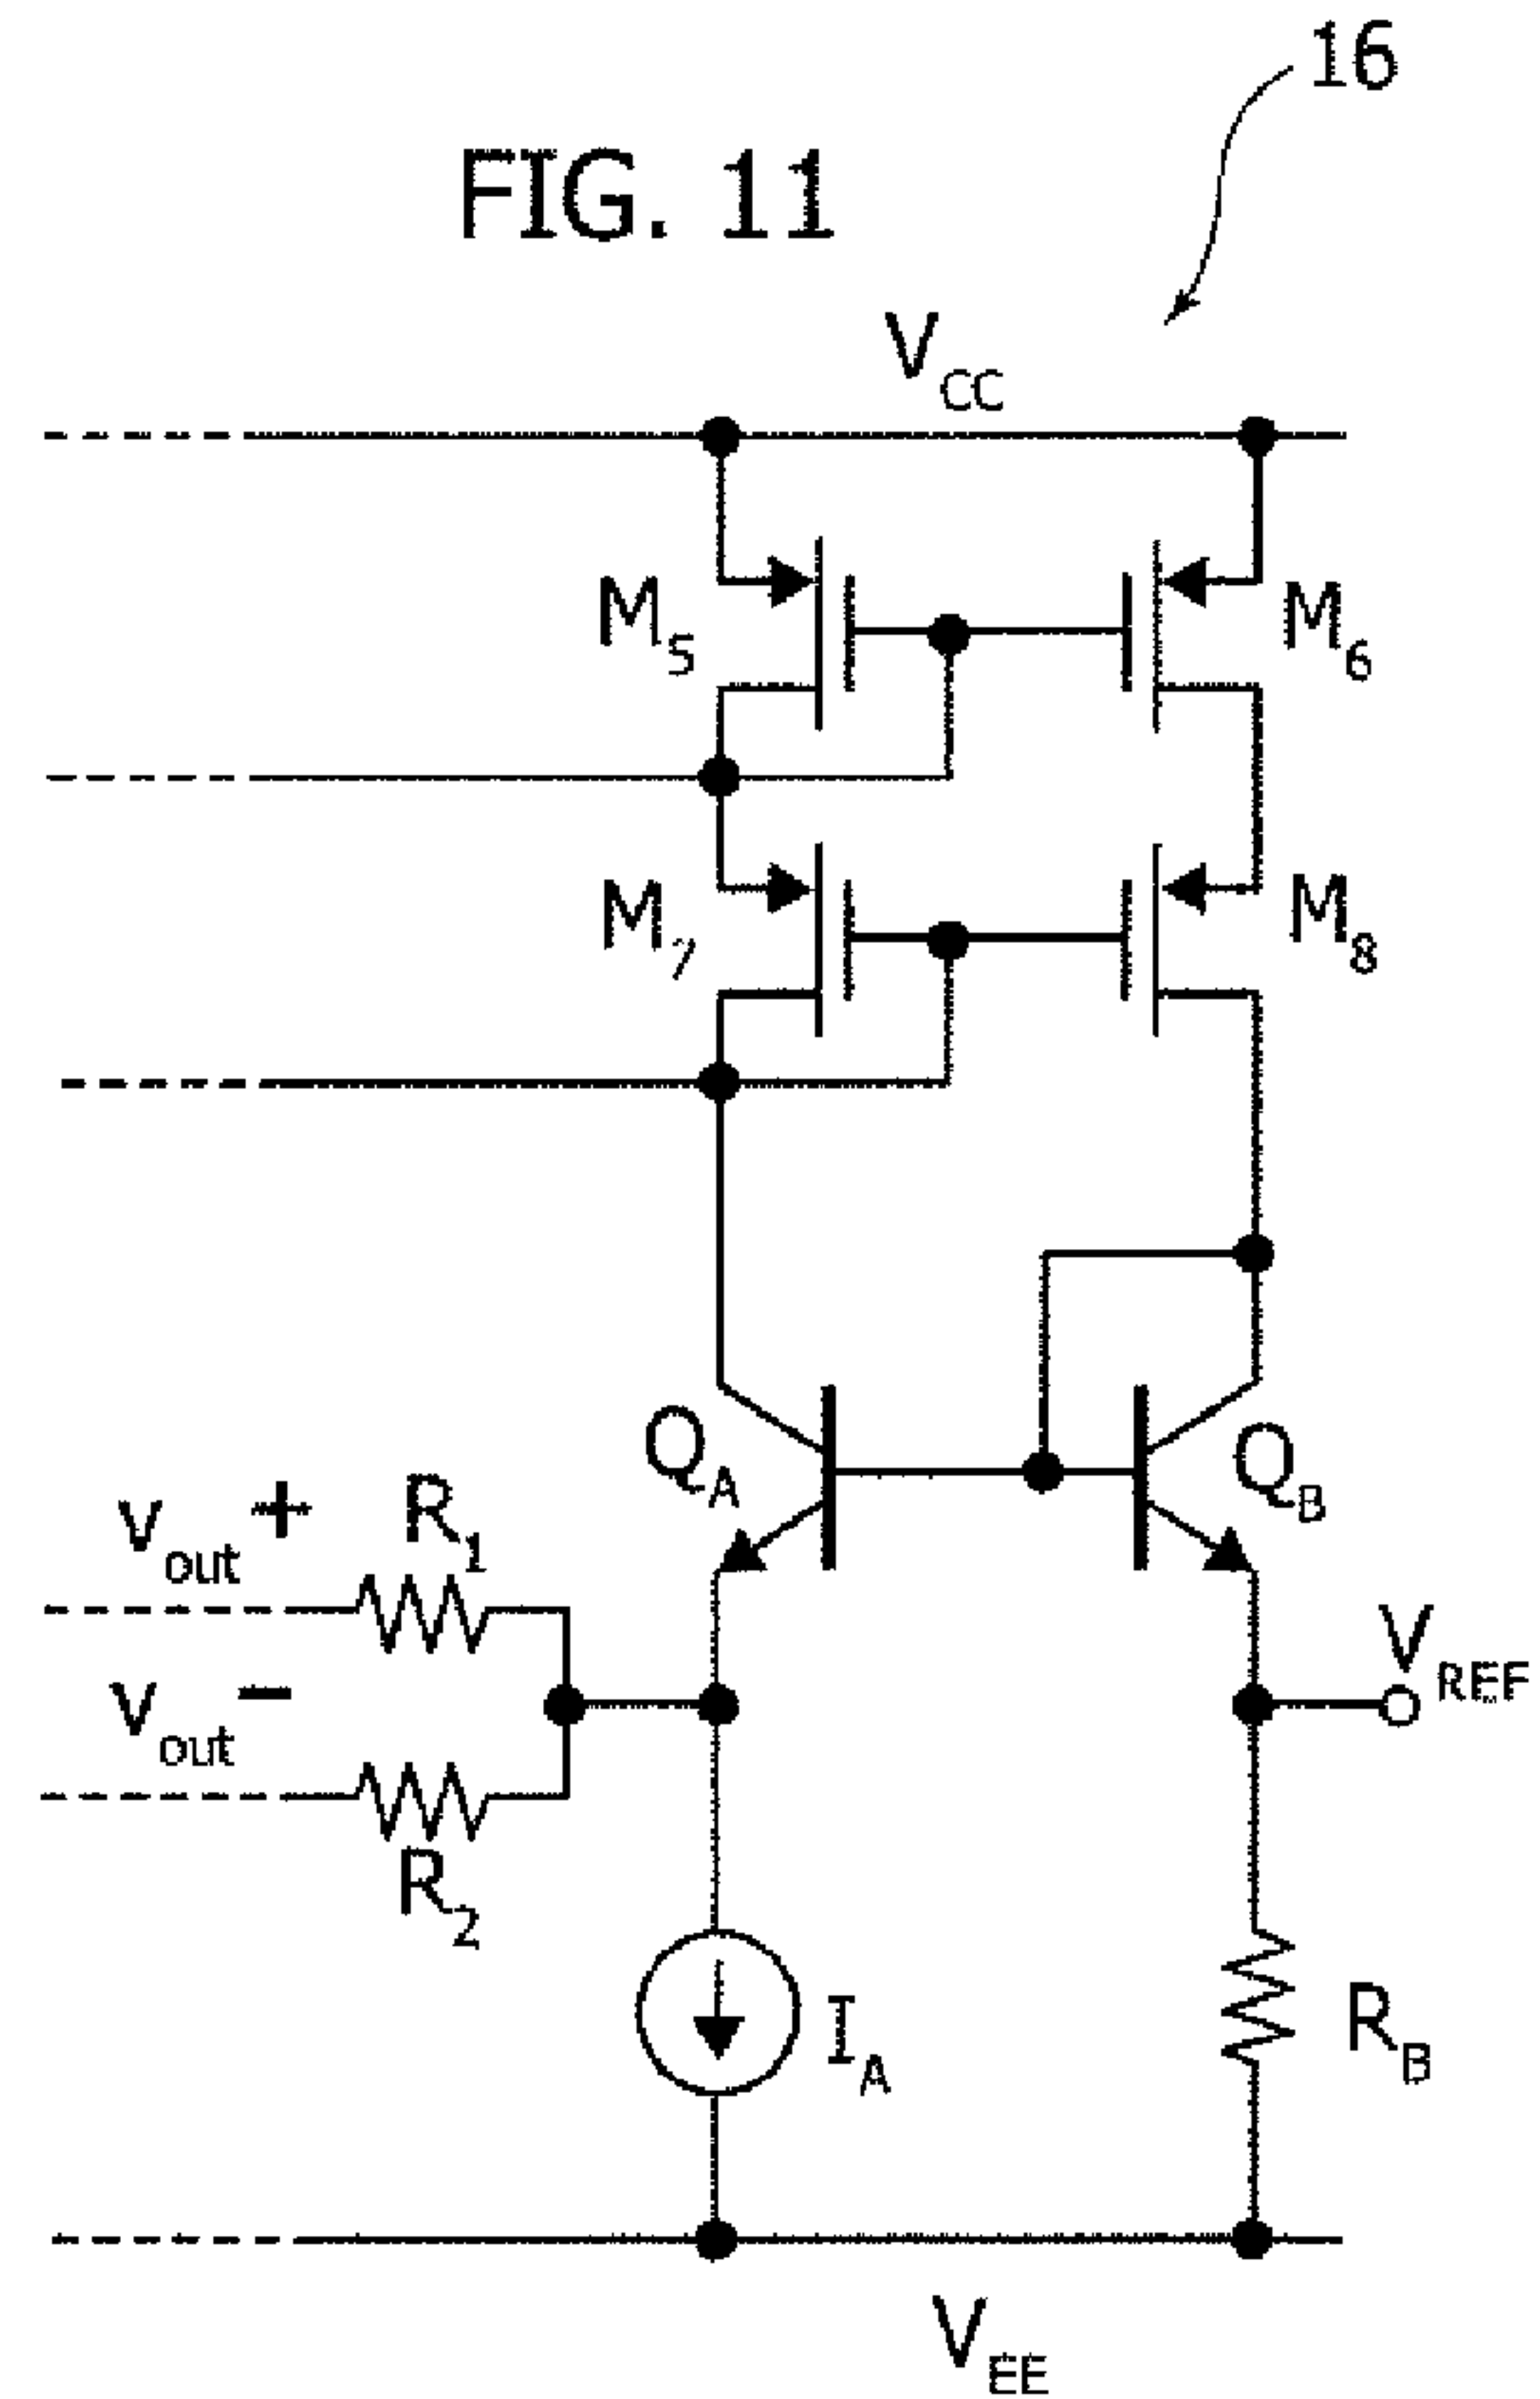 16
FIG. 11
VCC
M5
M6
M7
M8
QA
QB
vout+
R1
VREF
vout-
R2
IA
RB
VEE